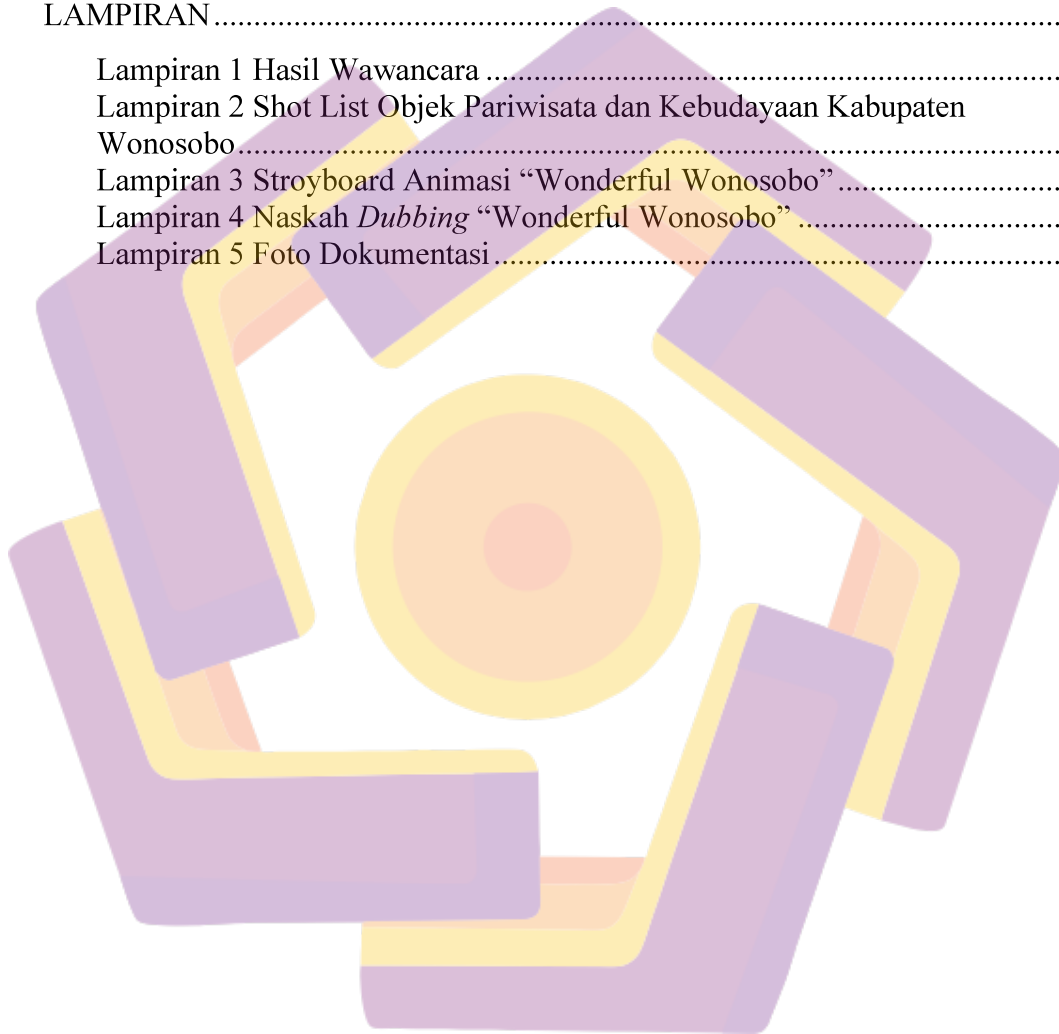 LAMPIRAN............................................................................................................
Lampiran 1 Hasil Wawancara ..........................................................................
Lampiran 2 Shot List Objek Pariwisata dan Kebudayaan Kabupaten
Wonosobo..........................................................................................................
Lampiran 3 Stroyboard Animasi “Wonderful Wonosobo” .............................
Lampiran 4 Naskah Dubbing “Wonderful Wonosobo” ..................................
Lampiran 5 Foto Dokumentasi.........................................................................